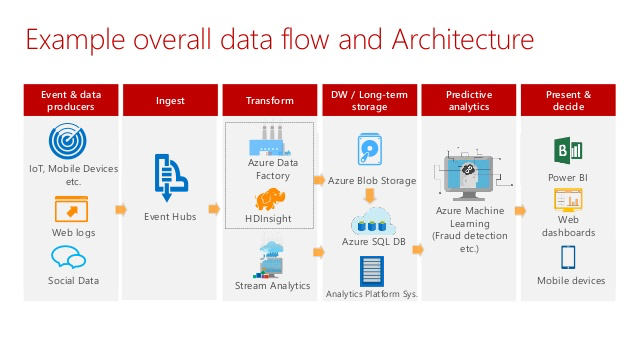 Example overall data flow and Architecture
Event & data
producers
Ingest
Transform
DW / Long-term
storage
Predictive
analytics
Present &
decide
IoT, Mobile Devices
etc.
Web logs
Social Data
Event Hubs
Azure Data
Factory
HDInsight
Stream Analytics
Azure Blob Storage
Azure SQL DB
Analytics Platform Sys.
Azure Machine
Learning
(Fraud detection
etc.)
Power BI
Web
dashboards
Mobile devices